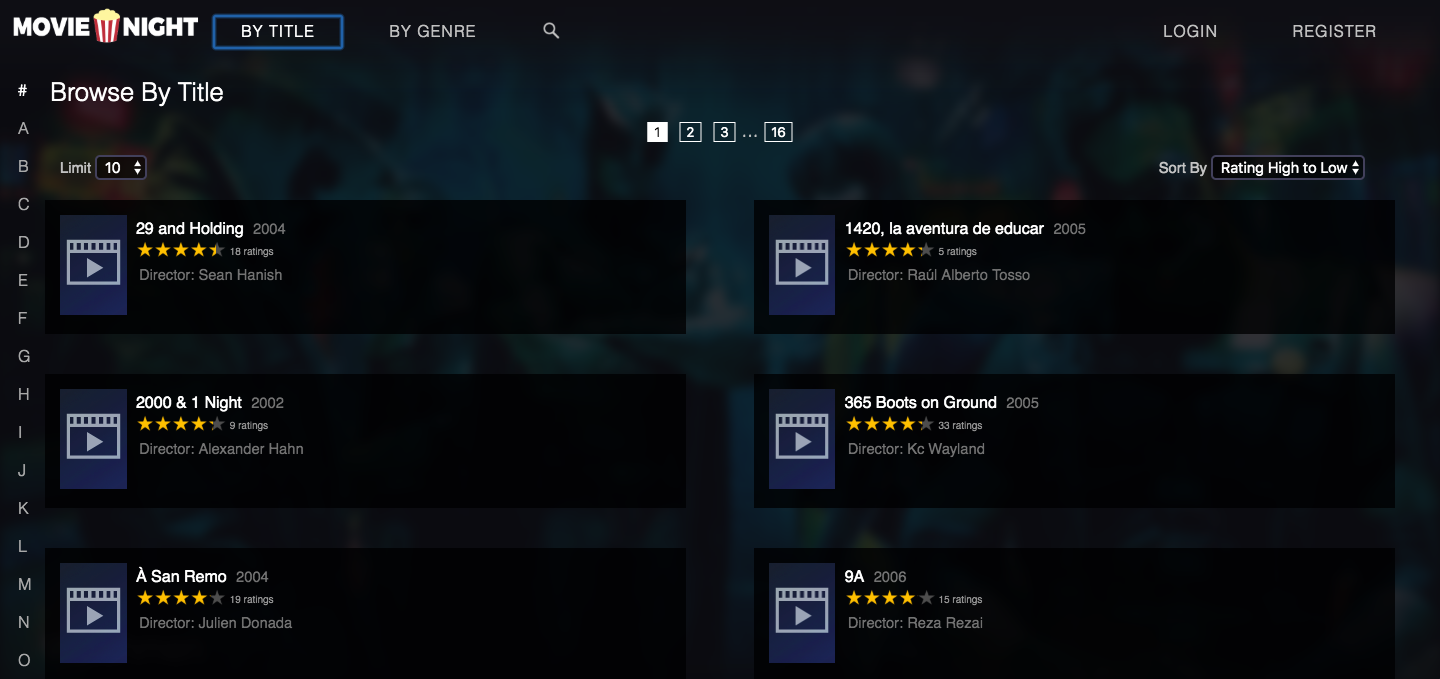 MOVIE NIGHT BY TITLE BY GENRE LOGIN REGISTER
# Browse By Title
A
1 2 3 ... 16
B Limit 10 Sort By Rating High to Low
C
29 and Holding 2004
18 ratings
Director: Sean Hanish
1420, la aventura de educar 2005
5 ratings
Director: Raúl Alberto Tosso
D
E
F
G
H
2000 & 1 Night 2002
9 ratings
Director: Alexander Hahn
365 Boots on Ground 2005
33 ratings
Director: Kc Wayland
I
J
K
L
M
À San Remo 2004
19 ratings
Director: Julien Donada
9A 2006
15 ratings
Director: Reza Rezai
N
O